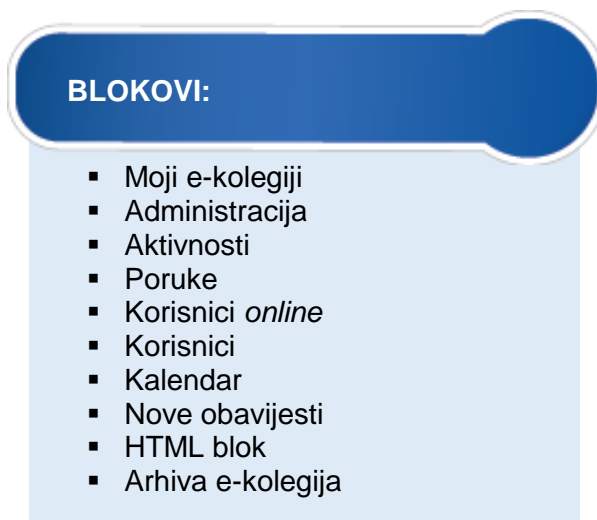 BLOKOVI:
▪ Moji e-kolegiji
▪ Administracija
▪ Aktivnosti
▪ Poruke
▪ Korisnici online
▪ Korisnici
▪ Kalendar
▪ Nove obavijesti
▪ HTML blok
▪ Arhiva e-kolegija